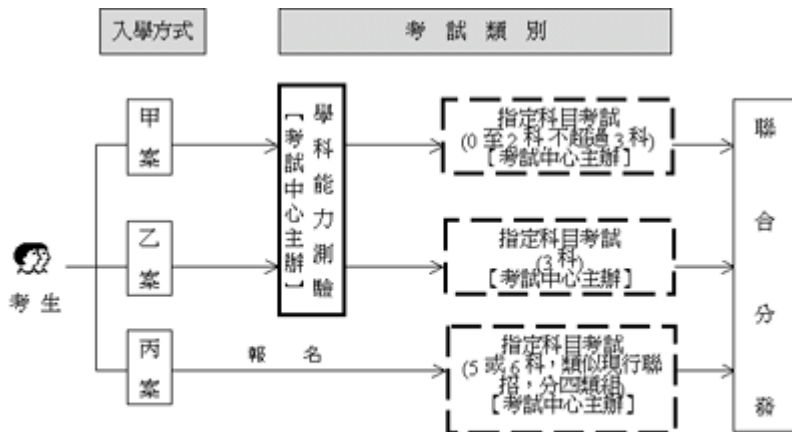 入學方式
考試類別
甲案
學科能力測驗
【考試中心主辦】
指定科目考試
(0 至 2 科,不超過 3 科)
【考試中心主辦】
聯合分發
乙案
指定科目考試
(3 科)
【考試中心主辦】
考生
丙案
報名
指定科目考試
(5 或 6 科，類似現行聯
招，分四類組)
【考試中心主辦】